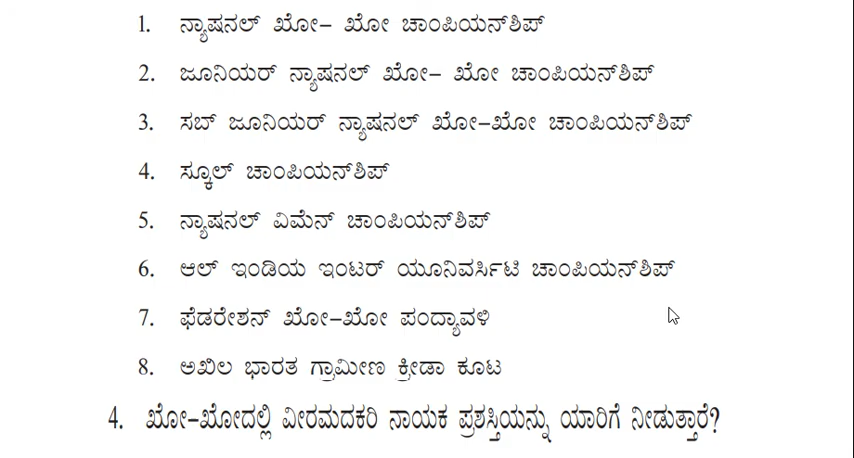 1. ನ್ಯಾಷನಲ್ ಖೋ- ಖೋ ಚಾಂಪಿಯನ್‌ಶಿಪ್
2. ಜೂನಿಯರ್ ನ್ಯಾಷನಲ್ ಖೋ- ಖೋ ಚಾಂಪಿಯನ್‌ಶಿಪ್
3. ಸಬ್ ಜೂನಿಯರ್ ನ್ಯಾಷನಲ್ ಖೋ-ಖೋ ಚಾಂಪಿಯನ್‌ಶಿಪ್
4. ಸ್ಕೂಲ್ ಚಾಂಪಿಯನ್‌ಶಿಪ್
5. ನ್ಯಾಷನಲ್ ವಿಮೆನ್ ಚಾಂಪಿಯನ್‌ಶಿಪ್
6. ಆಲ್ ಇಂಡಿಯ ಇಂಟರ್ ಯೂನಿವರ್ಸಿಟಿ ಚಾಂಪಿಯನ್‌ಶಿಪ್
7. ಫೆಡರೇಶನ್ ಖೋ-ಖೋ ಪಂದ್ಯಾವಳಿ
8. ಅಖಿಲ ಭಾರತ ಗ್ರಾಮೀಣ ಕ್ರೀಡಾ ಕೂಟ
4. ಖೋ-ಖೋದಲ್ಲಿ ವೀರಮದಕರಿ ನಾಯಕ ಪ್ರಶಸ್ತಿಯನ್ನು ಯಾರಿಗೆ ನೀಡುತ್ತಾರೆ?